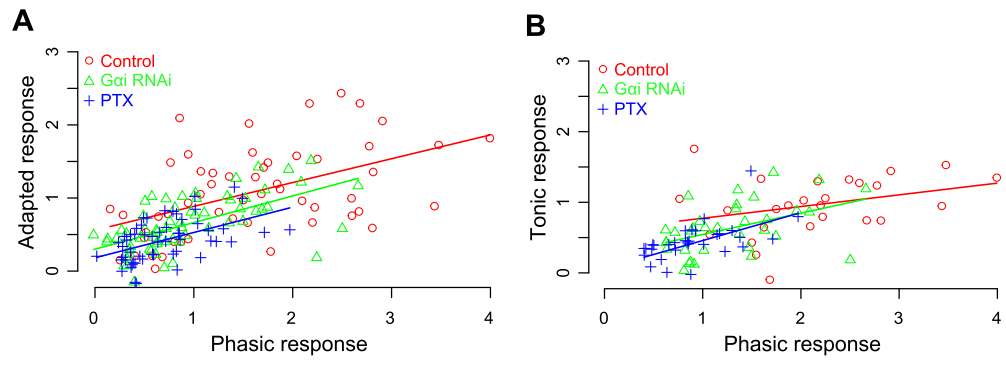 A
Adapted response
3
2
1
0
Control
Gαi RNAi
PTX
0 1 2 3 4
Phasic response
B
Tonic response
3
2
1
0
Control
Gαi RNAi
PTX
0 1 2 3 4
Phasic response